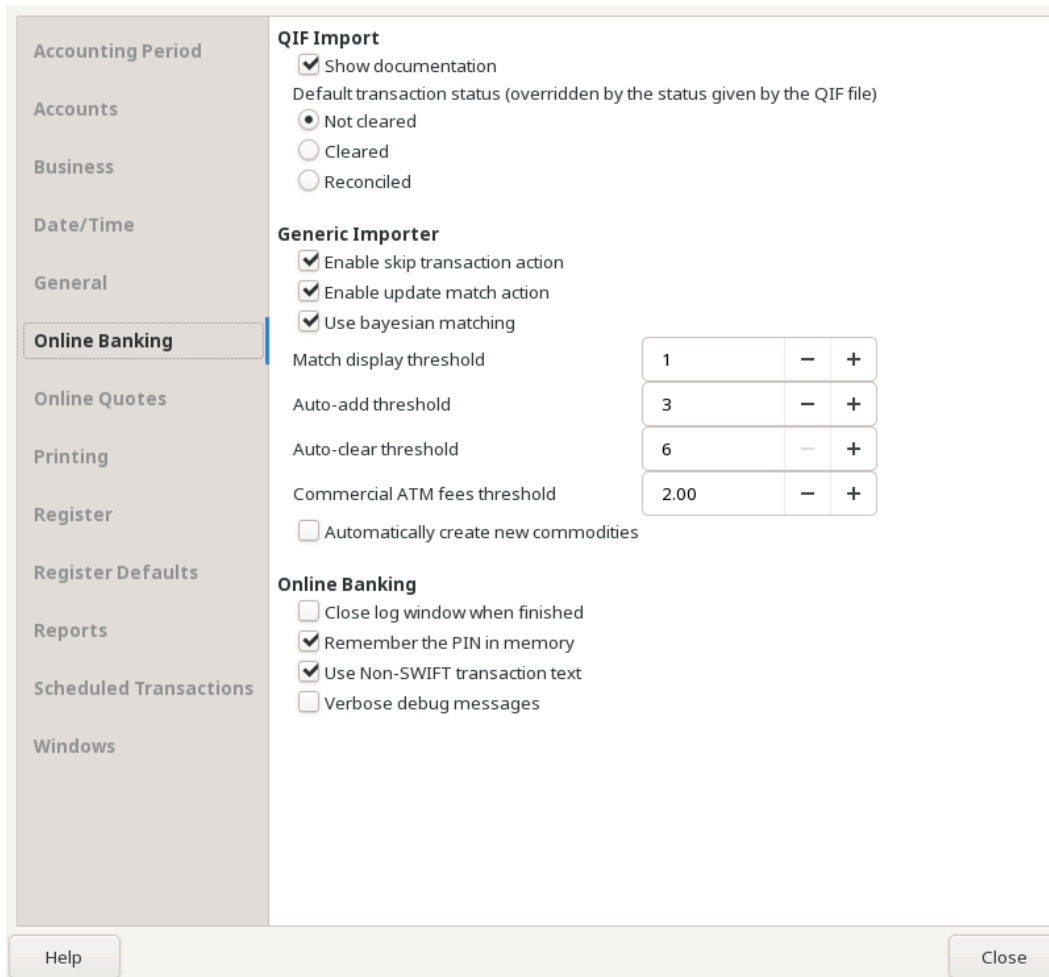 Accounting Period
Accounts
Business
Date/Time
General
Online Banking
Online Quotes
Printing
Register
Register Defaults
Reports
Scheduled Transactions
Windows
QIF Import
Show documentation
Default transaction status (overridden by the status given by the QIF file)
Not cleared
Cleared
Reconciled
Generic Importer
Enable skip transaction action
Enable update match action
Use bayesian matching
Match display threshold 1
Auto-add threshold 3
Auto-clear threshold 6
Commercial ATM fees threshold 2.00
Automatically create new commodities
Online Banking
Close log window when finished
Remember the PIN in memory
Use Non-SWIFT transaction text
Verbose debug messages
Help Close